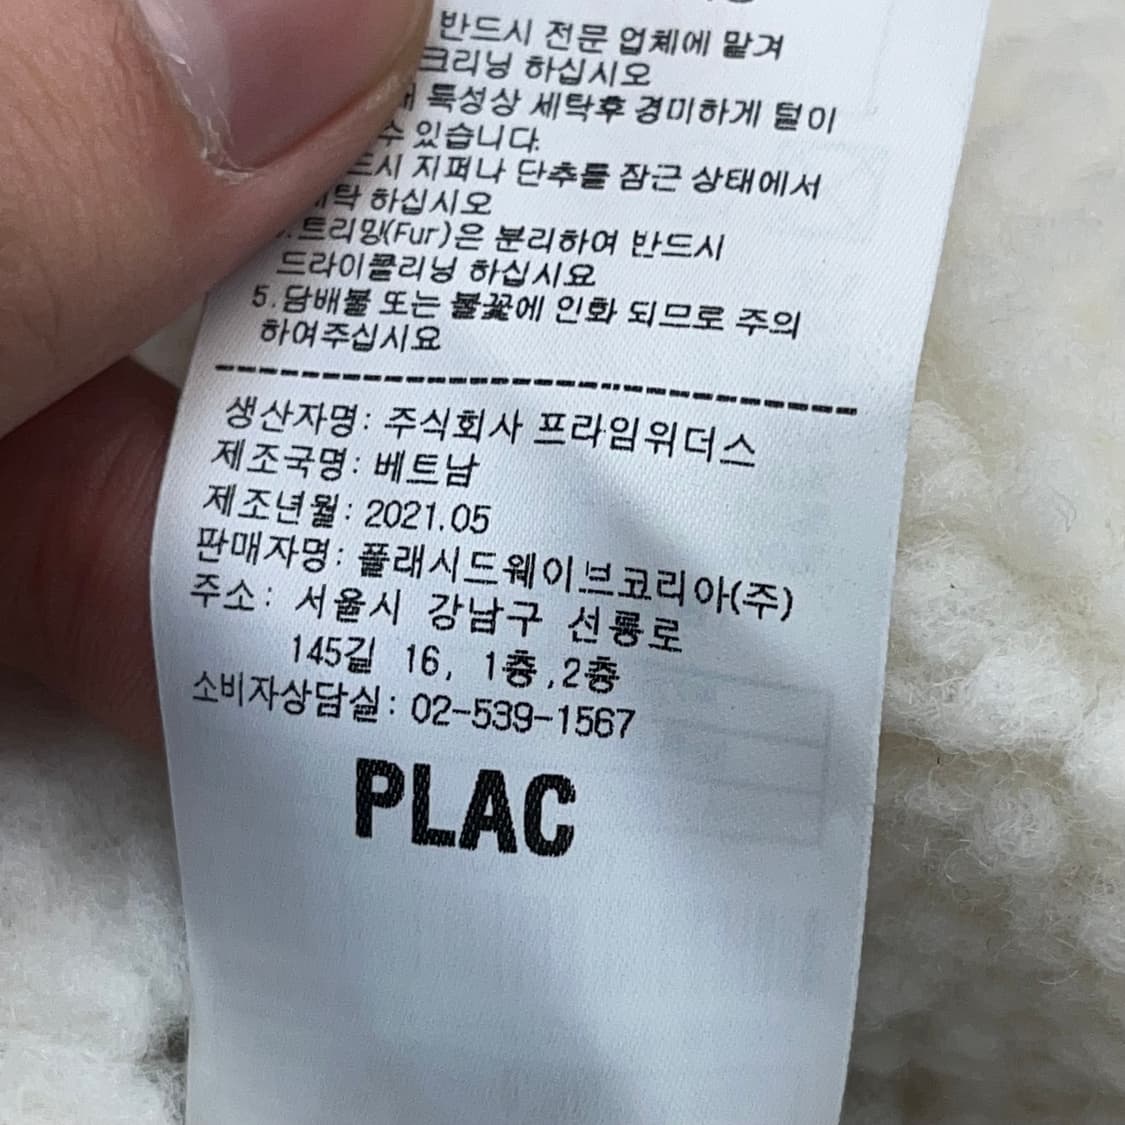 반드시 전문 업체에 맡겨
크리닝 하십시오
특성상 세탁후 경미하게 털이
수 있습니다.
지퍼나 단추를 잠근 상태에서
하십시오
트리밍(Fur)은 분리하여 반드시
드라이클리닝 하십시요
5.담배불 또는 불꽃에 인화 되므로 주의
하여주십시요
생산자명: 주식회사 프라임위더스
제조국명: 베트남
제조년월: 2021.05
판매자명: 플래시드웨이브코리아(주)
주소: 서울시 강남구 선릉로
145길 16, 1층,2층
소비자상담실: 02-539-1567
PLAC